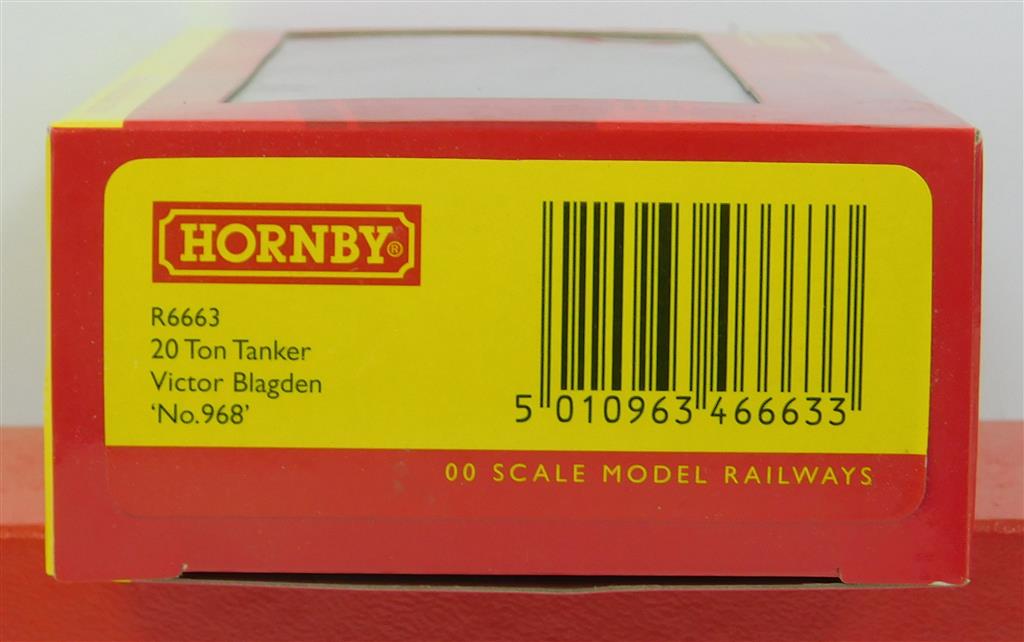 HORNBY®
R6663
20 Ton Tanker
Victor Blagden
'No.968'
5 010963 466633
00 SCALE MODEL RAILWAYS